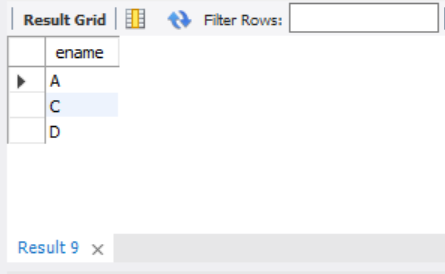 Result Grid Filter Rows:
ename
A
C
D
Result 9 ×